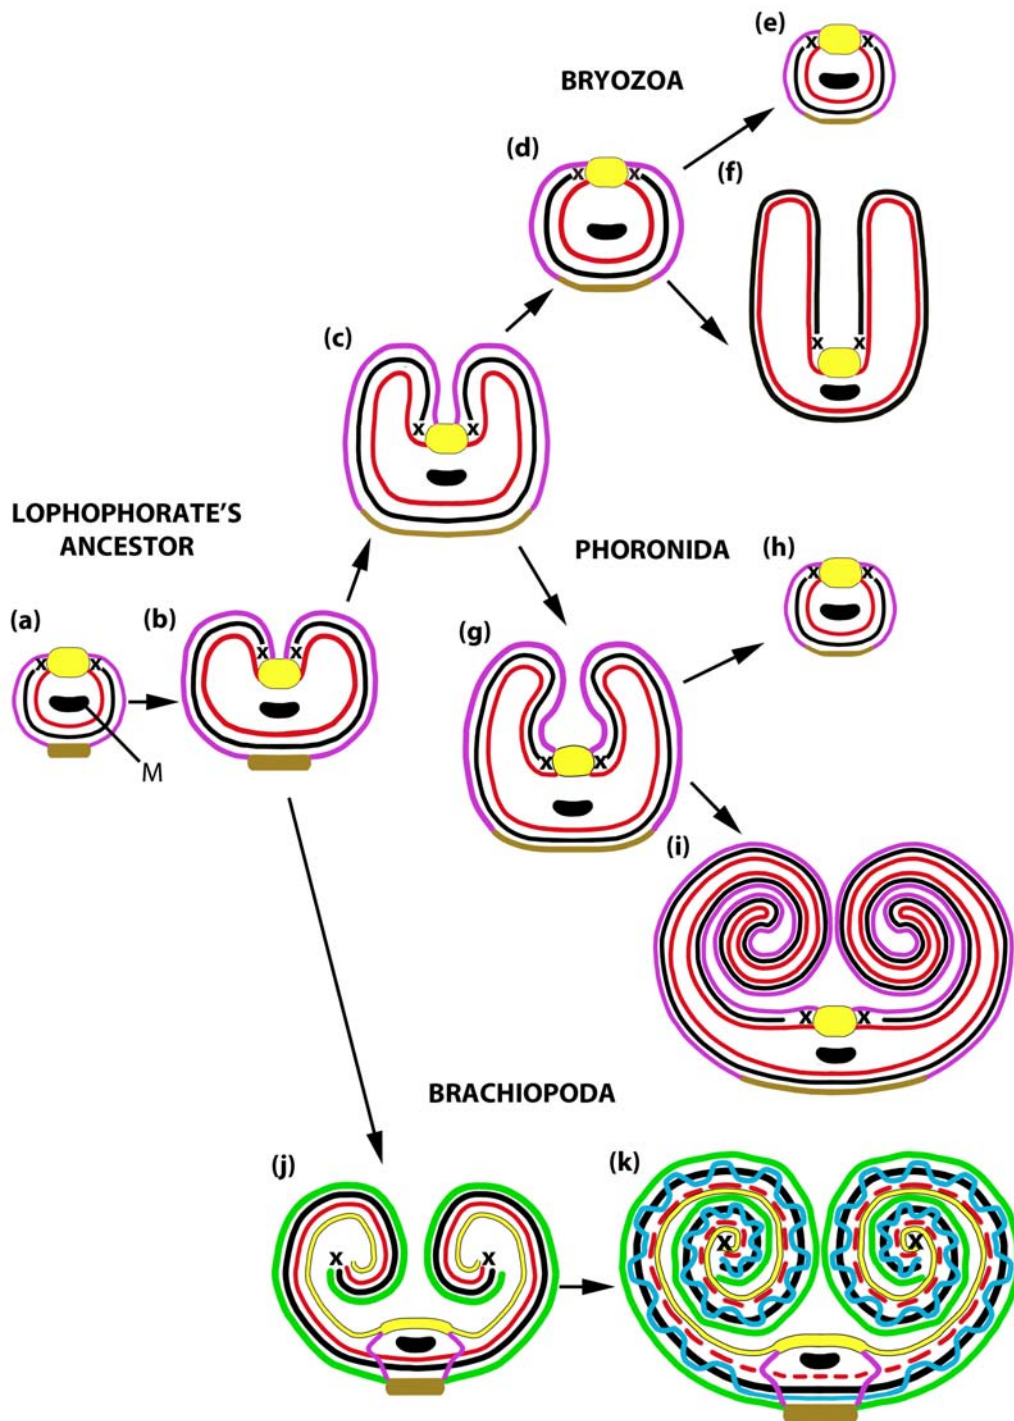 (e)
BRYOZOA
(d)
(f)
x x
x x
(c)
x x
x x
LOPHOPHORATE'S
ANCESTOR
PHORONIDA
(h)
(a)
(b)
(g)
x x
x x
x x
M
x x
(i)
x x
BRACHIOPODA
(j)
(k)
x x
x x